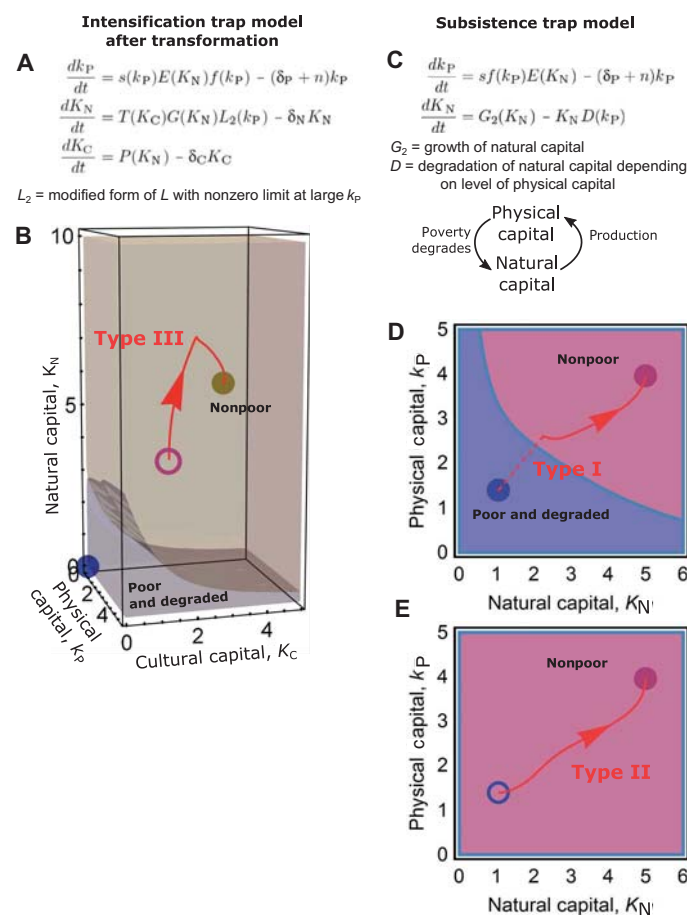 Intensification trap model
after transformation
A
dk_P/dt = s(k_P)E(K_N)f(k_P) − (δ_P + n)k_P
dK_N/dt = T(K_C)G(K_N)L_2(k_P) − δ_N K_N
dK_C/dt = P(K_N) − δ_C K_C
L_2 = modified form of L with nonzero limit at large k_P
B
10
5
0
Natural capital, K_N
Type III
Nonpoor
Poor
and degraded
0
2
4
Physical
capital, k_P
0
2
4
Cultural capital, K_C
Subsistence trap model
C
dk_P/dt = sf(k_P)E(K_N) − (δ_P + n)k_P
dK_N/dt = G_2(K_N) − K_N D(k_P)
G_2 = growth of natural capital
D = degradation of natural capital depending
on level of physical capital
Physical
capital
Poverty
degrades
Production
Natural
capital
D
5
4
3
2
1
0
Physical capital, k_P
Nonpoor
Type I
Poor and degraded
0 1 2 3 4 5 6
Natural capital, K_N'
E
5
4
3
2
1
0
Physical capital, k_P
Nonpoor
Type II
0 1 2 3 4 5 6
Natural capital, K_N'